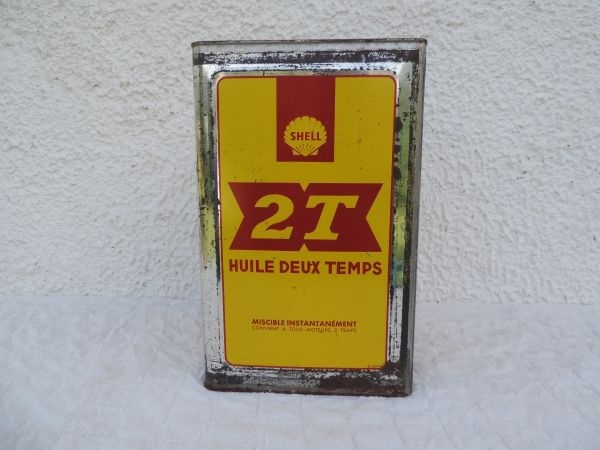 SHELL
2T
HUILE DEUX TEMPS
MISCIBLE INSTANTANÉMENT
CONVIENT A TOUS MOTEURS 2 TEMPS